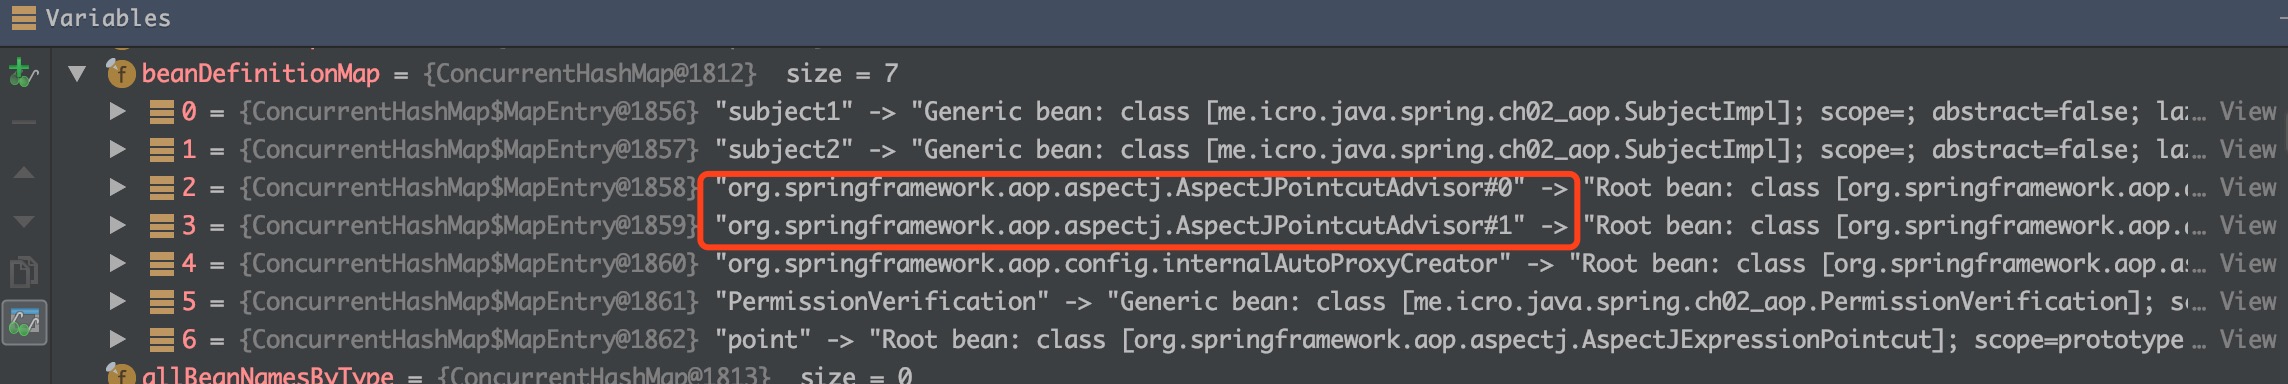 Variables
beanDefinitionMap = {ConcurrentHashMap@1812} size = 7
0 = {ConcurrentHashMap$MapEntry@1856} "subject1" -> "Generic bean: class [me.icro.java.spring.ch02_aop.SubjectImpl]; scope=; abstract=false; la… View
1 = {ConcurrentHashMap$MapEntry@1857} "subject2" -> "Generic bean: class [me.icro.java.spring.ch02_aop.SubjectImpl]; scope=; abstract=false; la… View
2 = {ConcurrentHashMap$MapEntry@1858} "org.springframework.aop.aspectj.AspectJPointcutAdvisor#0" -> "Root bean: class [org.springframework.aop.… View
3 = {ConcurrentHashMap$MapEntry@1859} "org.springframework.aop.aspectj.AspectJPointcutAdvisor#1" -> "Root bean: class [org.springframework.aop.… View
4 = {ConcurrentHashMap$MapEntry@1860} "org.springframework.aop.config.internalAutoProxyCreator" -> "Root bean: class [org.springframework.aop.a… View
5 = {ConcurrentHashMap$MapEntry@1861} "PermissionVerification" -> "Generic bean: class [me.icro.java.spring.ch02_aop.PermissionVerification]; s… View
6 = {ConcurrentHashMap$MapEntry@1862} "point" -> "Root bean: class [org.springframework.aop.aspectj.AspectJExpressionPointcut]; scope=prototype … View
allBeanNamesByType = {ConcurrentHashMap@1813} size = 0